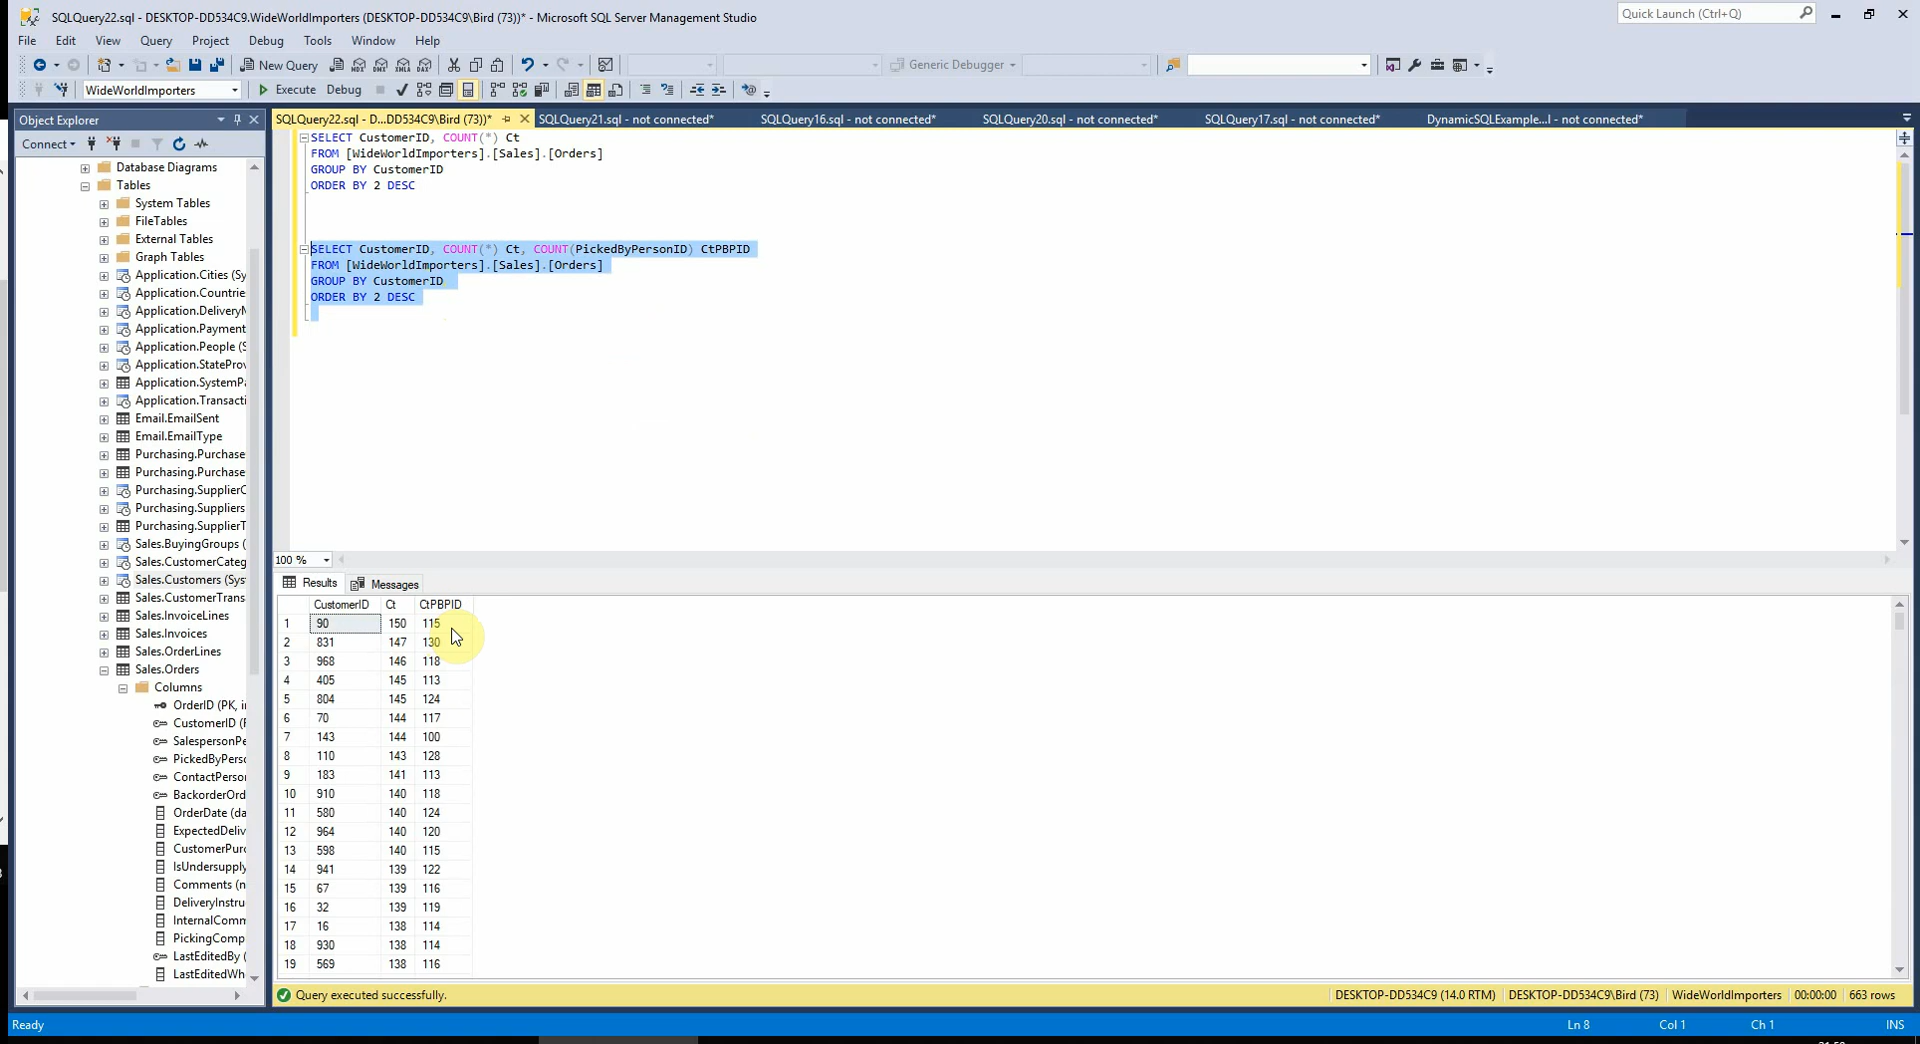 SQLQuery22.sql - DESKTOP-DD534C9.WideWorldImporters (DESKTOP-DD534C9\Bird (73))* - Microsoft SQL Server Management Studio
Quick Launch (Ctrl+Q)
File Edit View Query Project Debug Tools Window Help
New Query
Generic Debugger
WideWorldImporters Execute Debug
Object Explorer
SQLQuery22.sql - D...DD534C9\Bird (73))* SQLQuery21.sql - not connected* SQLQuery16.sql - not connected* SQLQuery20.sql - not connected* SQLQuery17.sql - not connected* DynamicSQLExample...l - not connected*
Connect
Database Diagrams
Tables
System Tables
FileTables
External Tables
Graph Tables
Application.Cities (Sy
Application.Countrie
Application.DeliveryM
Application.Payment
Application.People (S
Application.StateProv
Application.SystemPa
Application.Transacti
Email.EmailSent
Email.EmailType
Purchasing.Purchase
Purchasing.Purchase
Purchasing.SupplierC
Purchasing.Suppliers
Purchasing.SupplierT
Sales.BuyingGroups (
Sales.CustomerCateg
Sales.Customers (Sys
Sales.CustomerTrans
Sales.InvoiceLines
Sales.Invoices
Sales.OrderLines
Sales.Orders
Columns
OrderID (PK, i
CustomerID (F
SalespersonPe
PickedByPerso
ContactPerson
BackorderOrd
OrderDate (da
ExpectedDeliv
CustomerPurc
IsUndersupply
Comments (n
DeliveryInstru
InternalComm
PickingComp
LastEditedBy (
LastEditedWh
SELECT CustomerID, COUNT(*) Ct
FROM [WideWorldImporters].[Sales].[Orders]
GROUP BY CustomerID
ORDER BY 2 DESC
SELECT CustomerID, COUNT(*) Ct, COUNT(PickedByPersonID) CtPBPID
FROM [WideWorldImporters].[Sales].[Orders]
GROUP BY CustomerID
ORDER BY 2 DESC
100 %
Results Messages
CustomerID Ct CtPBPID
1 90 150 115
2 831 147 130
3 968 146 118
4 405 145 113
5 804 145 124
6 70 144 117
7 143 144 100
8 110 143 128
9 183 141 113
10 910 140 118
11 580 140 124
12 964 140 120
13 598 140 115
14 941 139 122
15 67 139 116
16 32 139 119
17 16 138 114
18 930 138 114
19 569 138 116
Query executed successfully. DESKTOP-DD534C9 (14.0 RTM) DESKTOP-DD534C9\Bird (73) WideWorldImporters 00:00:00 663 rows
Ready Ln 8 Col 1 Ch 1 INS